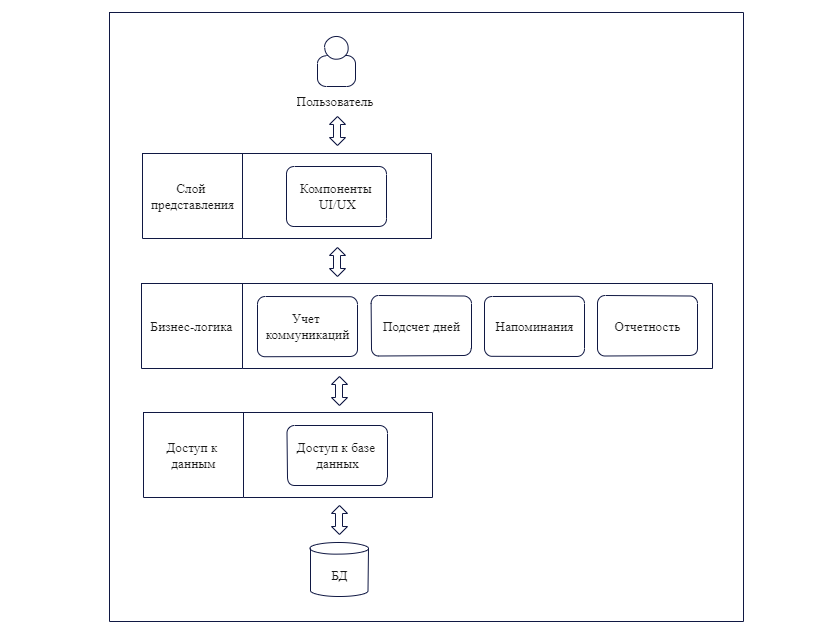 Пользователь
Слой
представления
Компоненты
UI/UX
Бизнес-логика
Учет
коммуникаций
Подсчет дней
Напоминания
Отчетность
Доступ к
данным
Доступ к базе
данных
БД